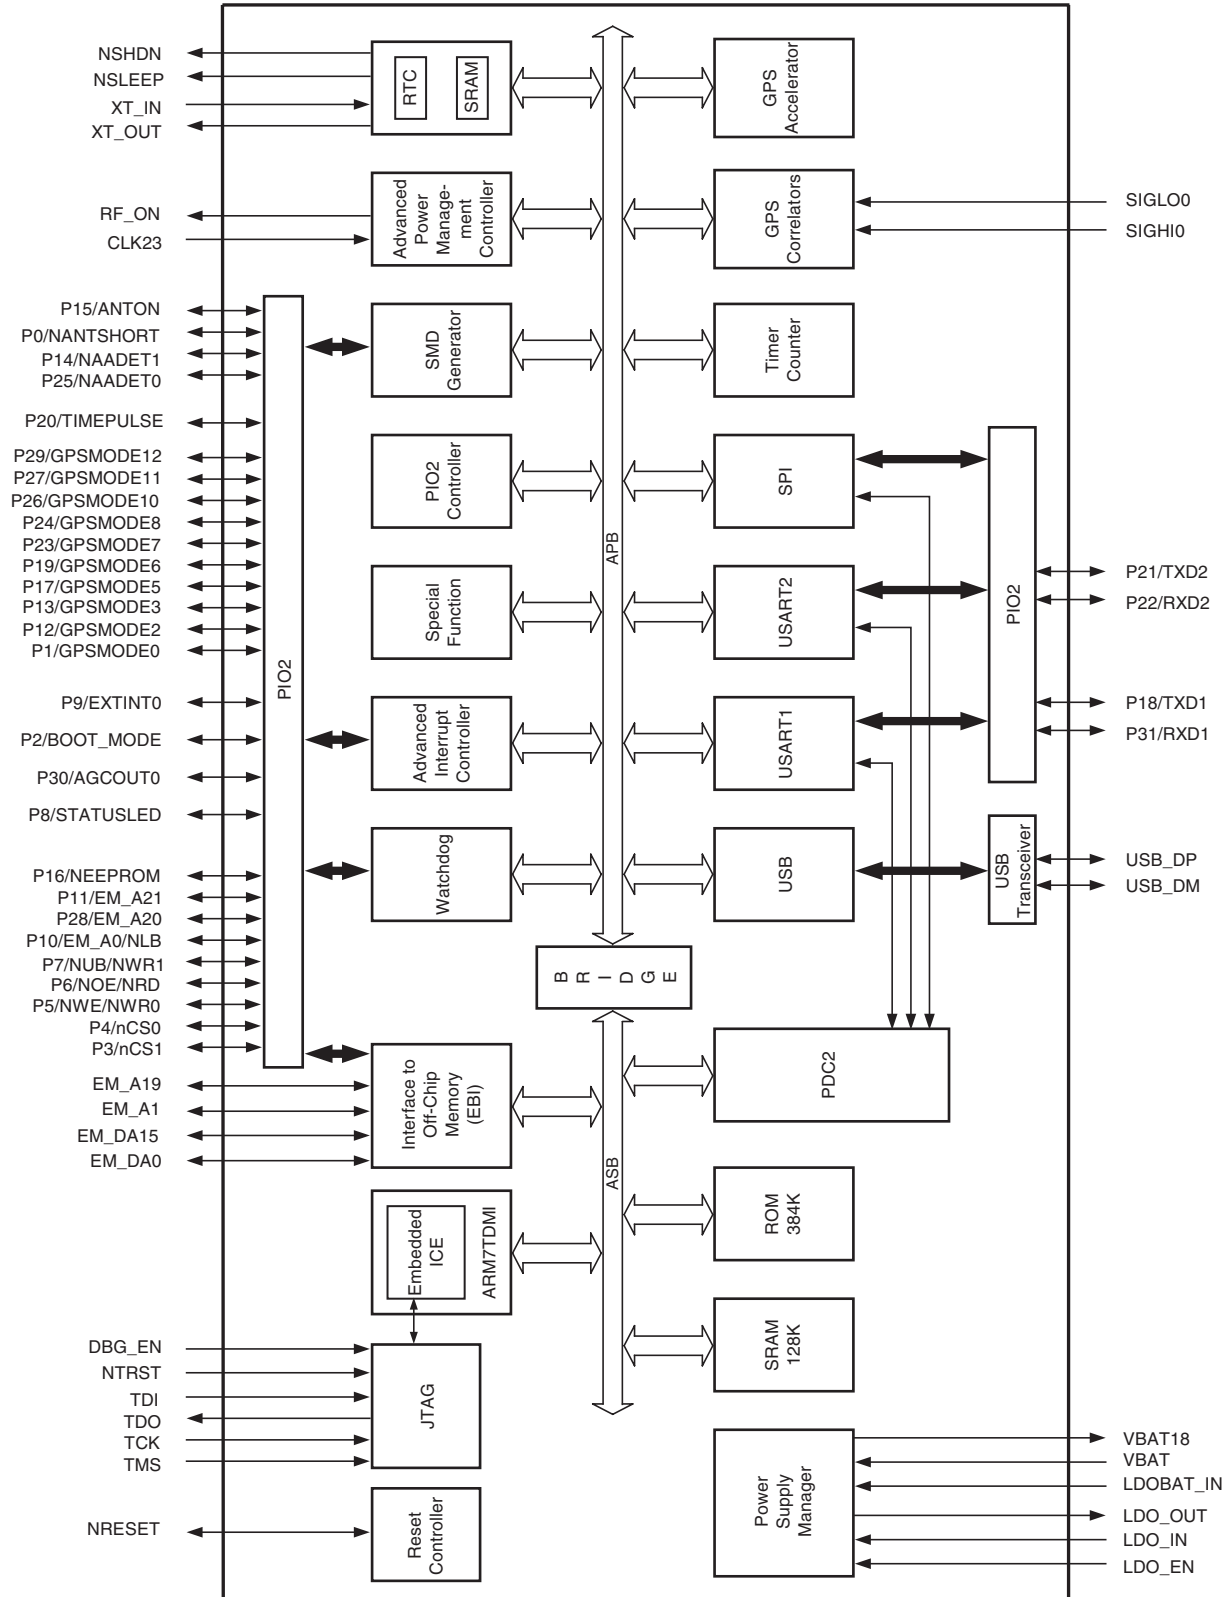 NSHDN
NSLEEP
XT_IN
XT_OUT
RF_ON
CLK23
P15/ANTON
P0/NANTSHORT
P14/NAADET1
P25/NAADET0
P20/TIMEPULSE
P29/GPSMODE12
P27/GPSMODE11
P26/GPSMODE10
P24/GPSMODE8
P23/GPSMODE7
P19/GPSMODE6
P17/GPSMODE5
P13/GPSMODE3
P12/GPSMODE2
P1/GPSMODE0
P9/EXTINT0
P2/BOOT_MODE
P30/AGCOUT0
P8/STATUSLED
P16/NEEPROM
P11/EM_A21
P28/EM_A20
P10/EM_A0/NLB
P7/NUB/NWR1
P6/NOE/NRD
P5/NWE/NWR0
P4/nCS0
P3/nCS1
EM_A19
EM_A1
EM_DA15
EM_DA0
DBG_EN
NTRST
TDI
TDO
TCK
TMS
NRESET
PIO2
RTC
SRAM
Advanced
Power
Manage-
ment
Controller
SMD
Generator
PIO2
Controller
Special
Function
Advanced
Interrupt
Controller
Watchdog
Interface to
Off-Chip
Memory
(EBI)
Embedded
ICE
ARM7TDMI
JTAG
Reset
Controller
APB
BRIDGE
ASB
GPS
Accelerator
GPS
Correlators
Timer
Counter
SPI
USART2
USART1
USB
PDC2
ROM
384K
SRAM
128K
Power
Supply
Manager
PIO2
USB
Transceiver
SIGLO0
SIGHI0
P21/TXD2
P22/RXD2
P18/TXD1
P31/RXD1
USB_DP
USB_DM
VBAT18
VBAT
LDOBAT_IN
LDO_OUT
LDO_IN
LDO_EN